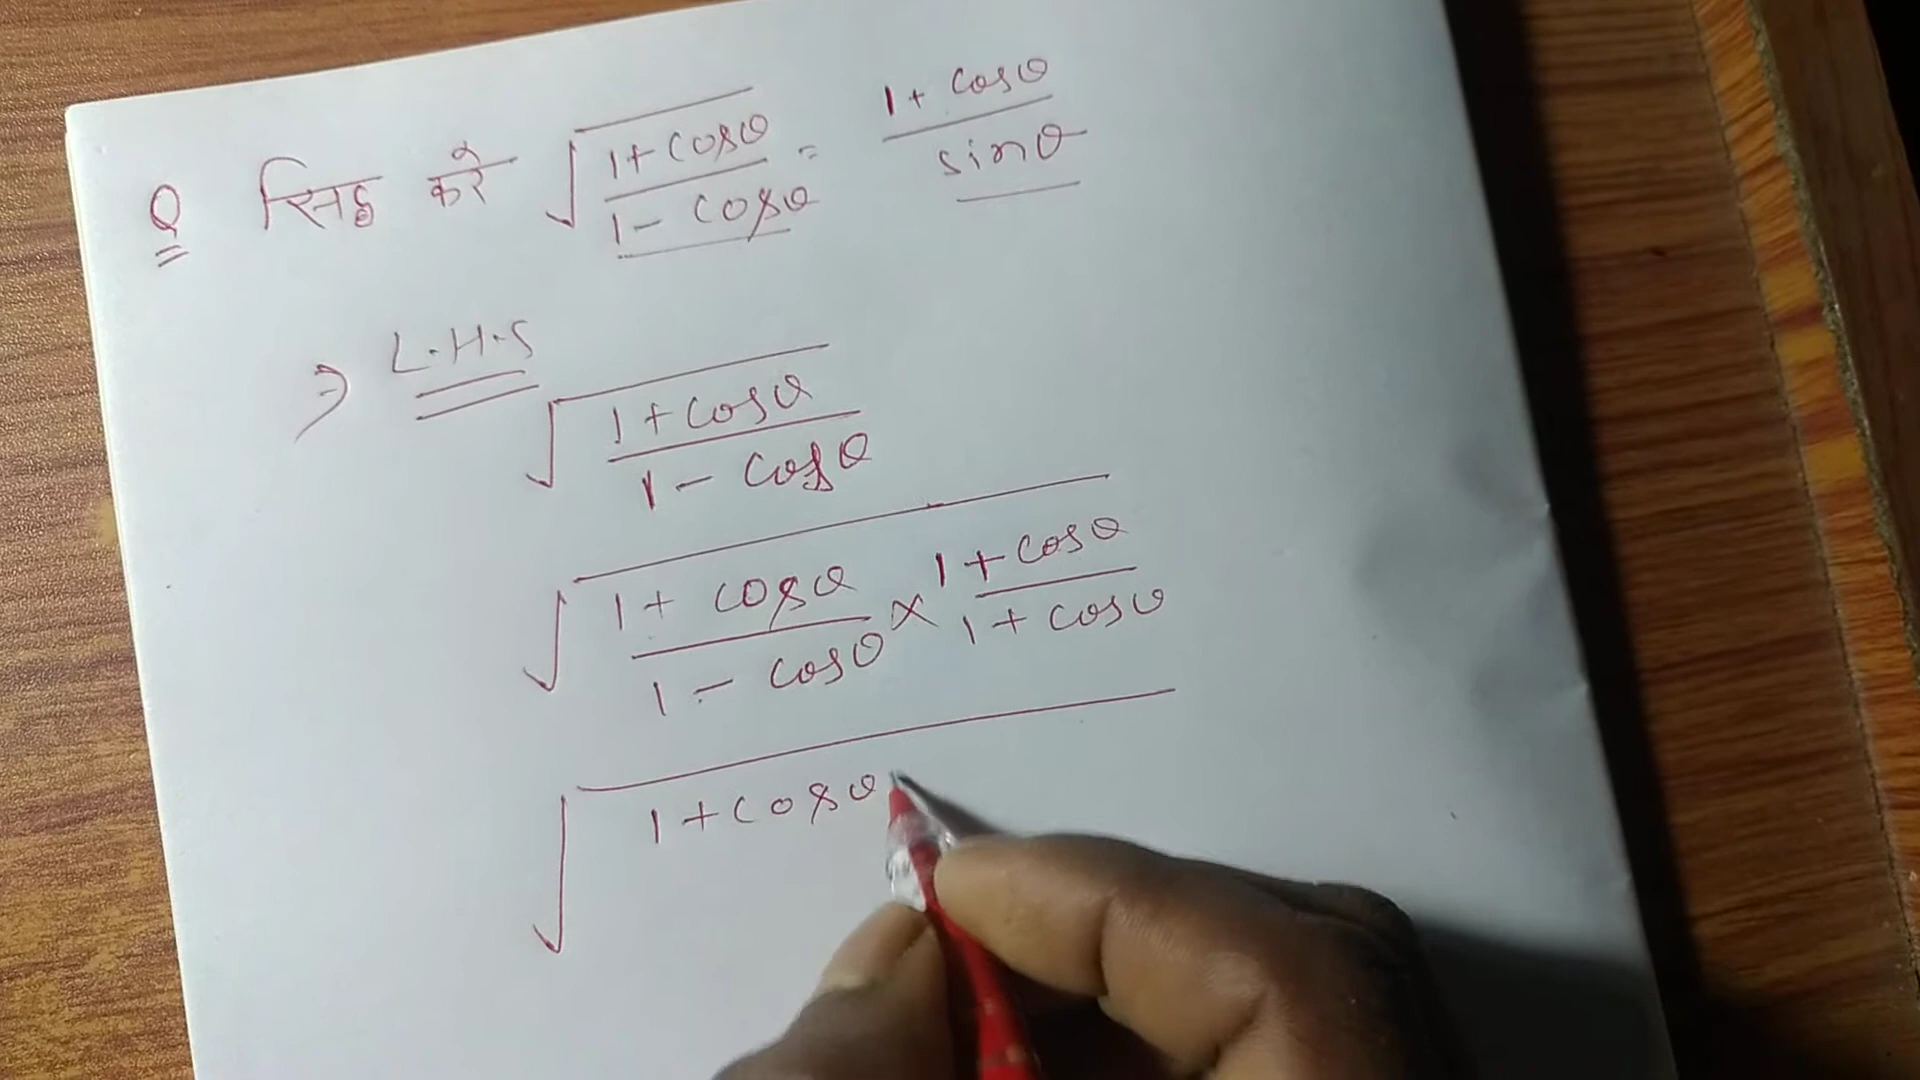 Q सिद्ध करे √(1+cosθ / 1-cosθ) = 1+cosθ / sinθ
⇒ L.H.S
√(1+cosθ / 1-cosθ)
√(1+cosθ / 1-cosθ × 1+cosθ / 1+cosθ)
√(1+cosθ